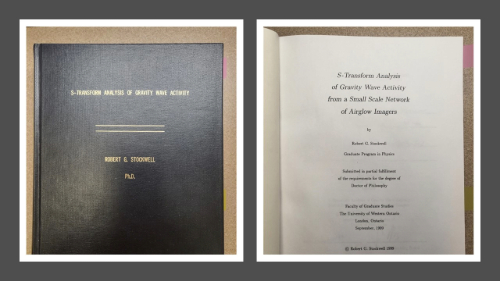 S-TRANSFORM ANALYSIS OF GRAVITY WAVE ACTIVITY
ROBERT G. STOCKWELL
Ph.D.
S-Transform Analysis
of Gravity Wave Activity
from a Small Scale Network
of Airglow Imagers
by
Robert G. Stockwell
Graduate Program in Physics
Submitted in partial fulfillment
of the requirements for the degree of
Doctor of Philosophy
Faculty of Graduate Studies
The University of Western Ontario
London, Ontario
September, 1999
© Robert G. Stockwell 1999